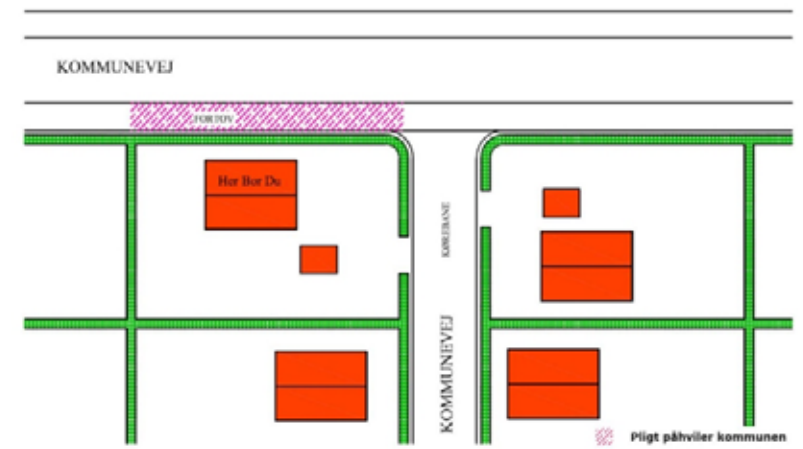 KOMMUNEVEJ
FORTOV
Her Bor Du
KØREBANE
KOMMUNEVEJ
Pligt påhviler kommunen